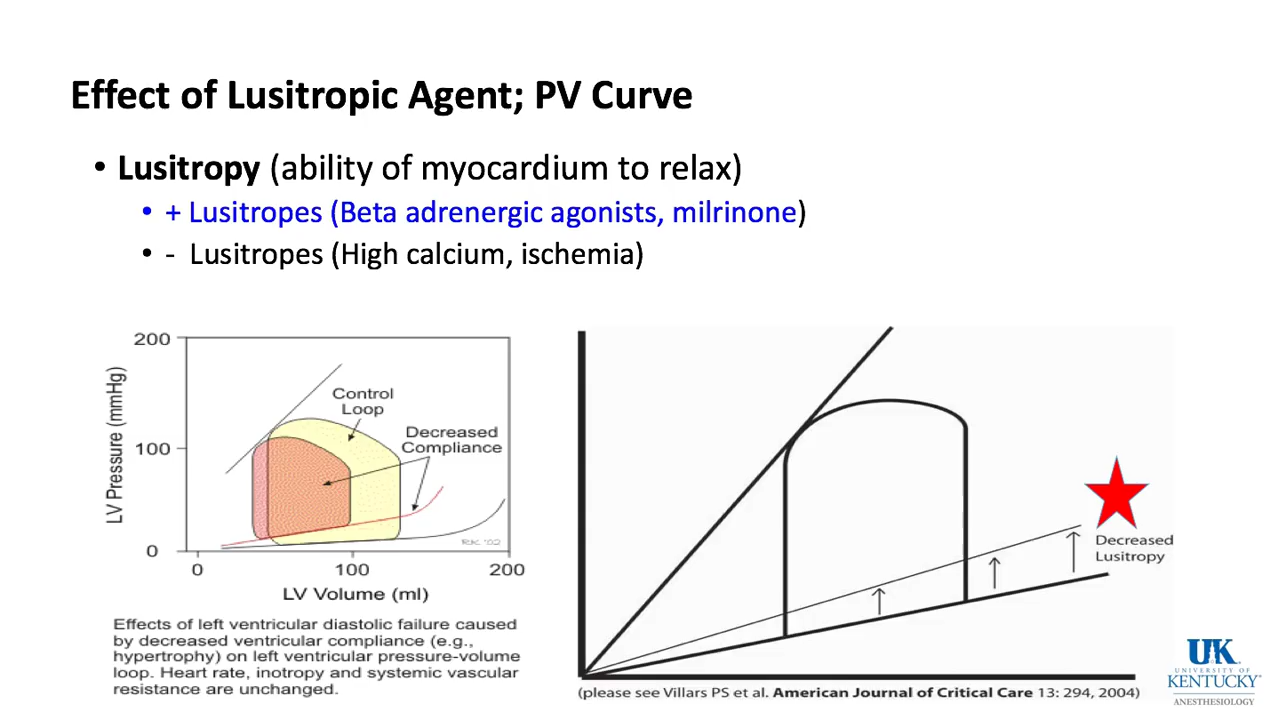 Effect of Lusitropic Agent; PV Curve
• Lusitropy (ability of myocardium to relax)
• + Lusitropes (Beta adrenergic agonists, milrinone)
• - Lusitropes (High calcium, ischemia)
200
100
0
LV Pressure (mmHg)
Control
Loop
Decreased
Compliance
RK '02
0
100
200
LV Volume (ml)
Effects of left ventricular diastolic failure caused
by decreased ventricular compliance (e.g.,
hypertrophy) on left ventricular pressure-volume
loop. Heart rate, inotropy and systemic vascular
resistance are unchanged.
Decreased
Lusitropy
(please see Villars PS et al. American Journal of Critical Care 13: 294, 2004)
UK
UNIVERSITY OF
KENTUCKY
ANESTHESIOLOGY